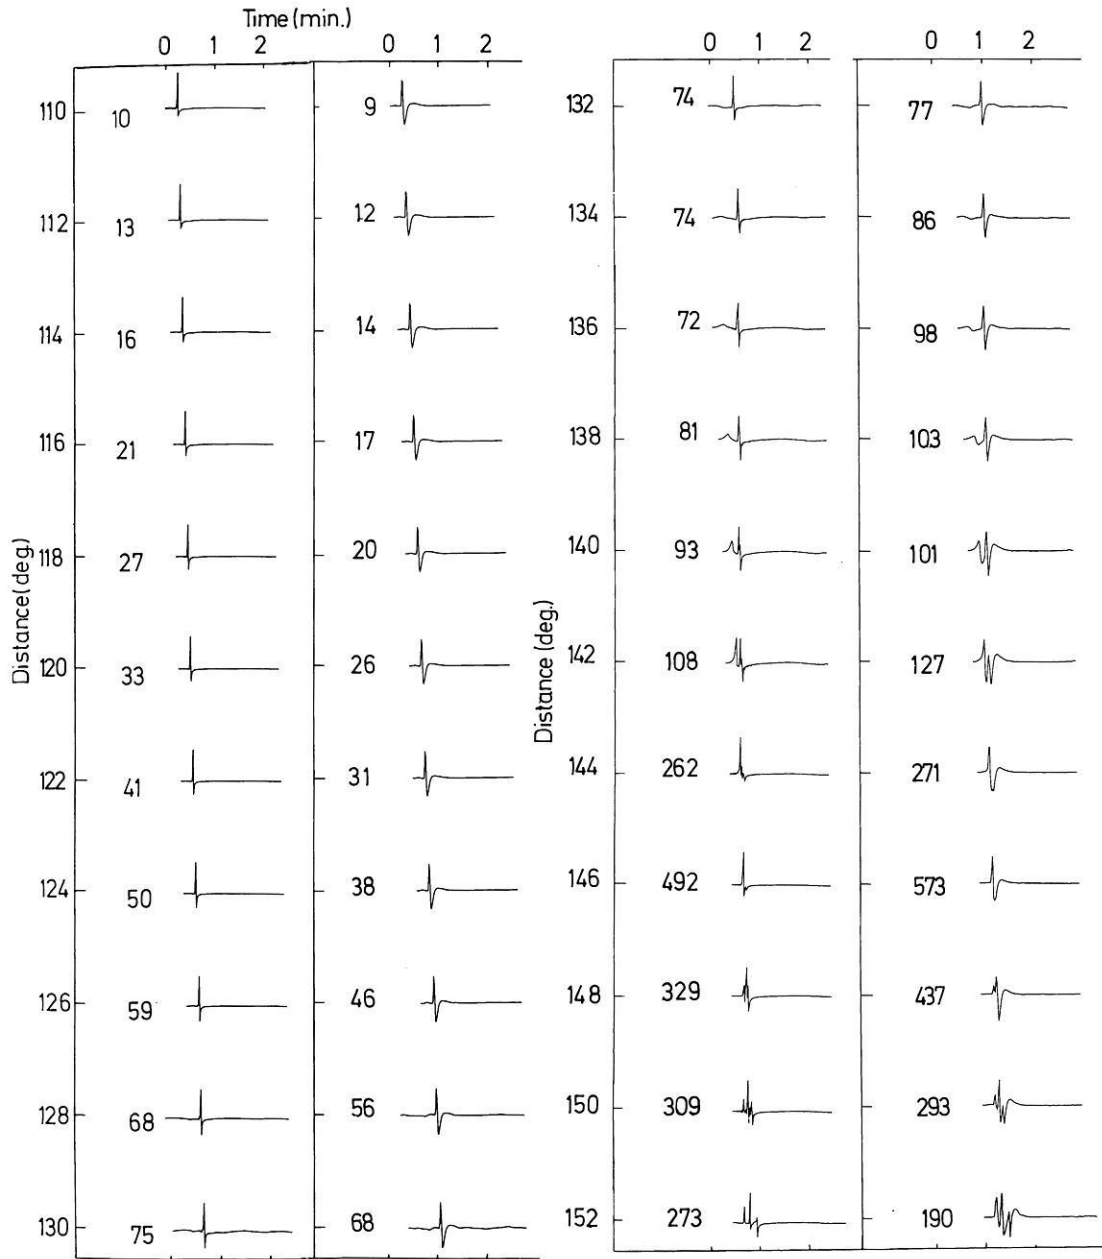 Time (min.)
0 1 2 0 1 2 0 1 2 0 1 2
110 10 9 132 74 77
112 13 12 134 74 86
114 16 14 136 72 98
116 21 17 138 81 103
118 27 20 140 93 101
120 33 26 142 108 127
122 41 31 144 262 271
124 50 38 146 492 573
126 59 46 148 329 437
128 68 56 150 309 293
130 75 68 152 273 190
Distance (deg.)
Distance (deg.)